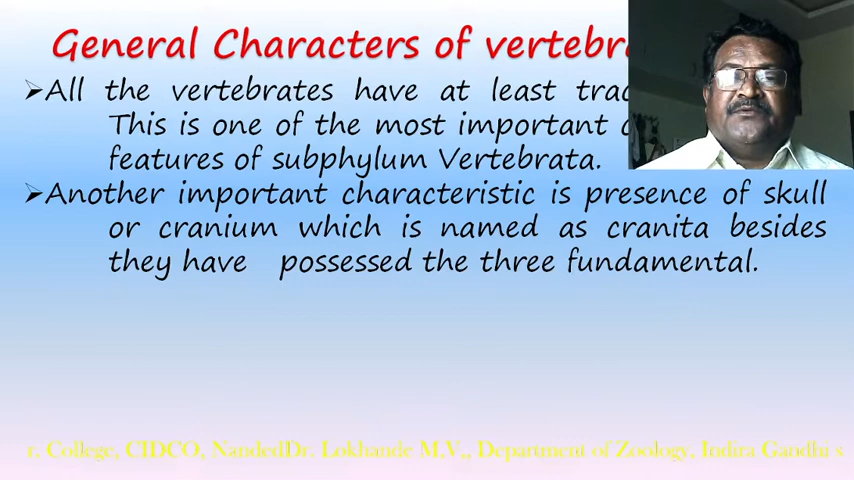 General Characters of
All the vertebrates have at least
This is one of the most important
features of subphylum Vertebrata.
Another important characteristic is presence of skull
or cranium which is named as cranita besides
they have possessed the three fundamental.
r. College, CIDCO, NandedDr. Lokhande M.V,, Department of Zoology, Indira Gandhi s